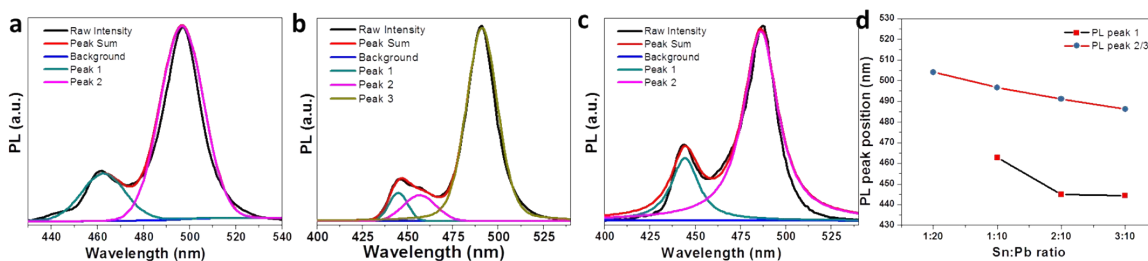 a
Raw Intensity
Peak Sum
Background
Peak 1
Peak 2
PL (a.u.)
440 460 480 500 520 540
Wavelength (nm)
b
Raw Intensity
Peak Sum
Background
Peak 1
Peak 2
Peak 3
PL (a.u.)
400 425 450 475 500 525
Wavelength (nm)
c
Raw Intensity
Peak Sum
Background
Peak 1
Peak 2
PL (a.u.)
400 425 450 475 500 525
Wavelength (nm)
d
PL peak 1
PL peak 2/3
PL peak position (nm)
530
520
510
500
490
480
470
460
450
440
430
1:20 1:10 2:10 3:10
Sn:Pb ratio